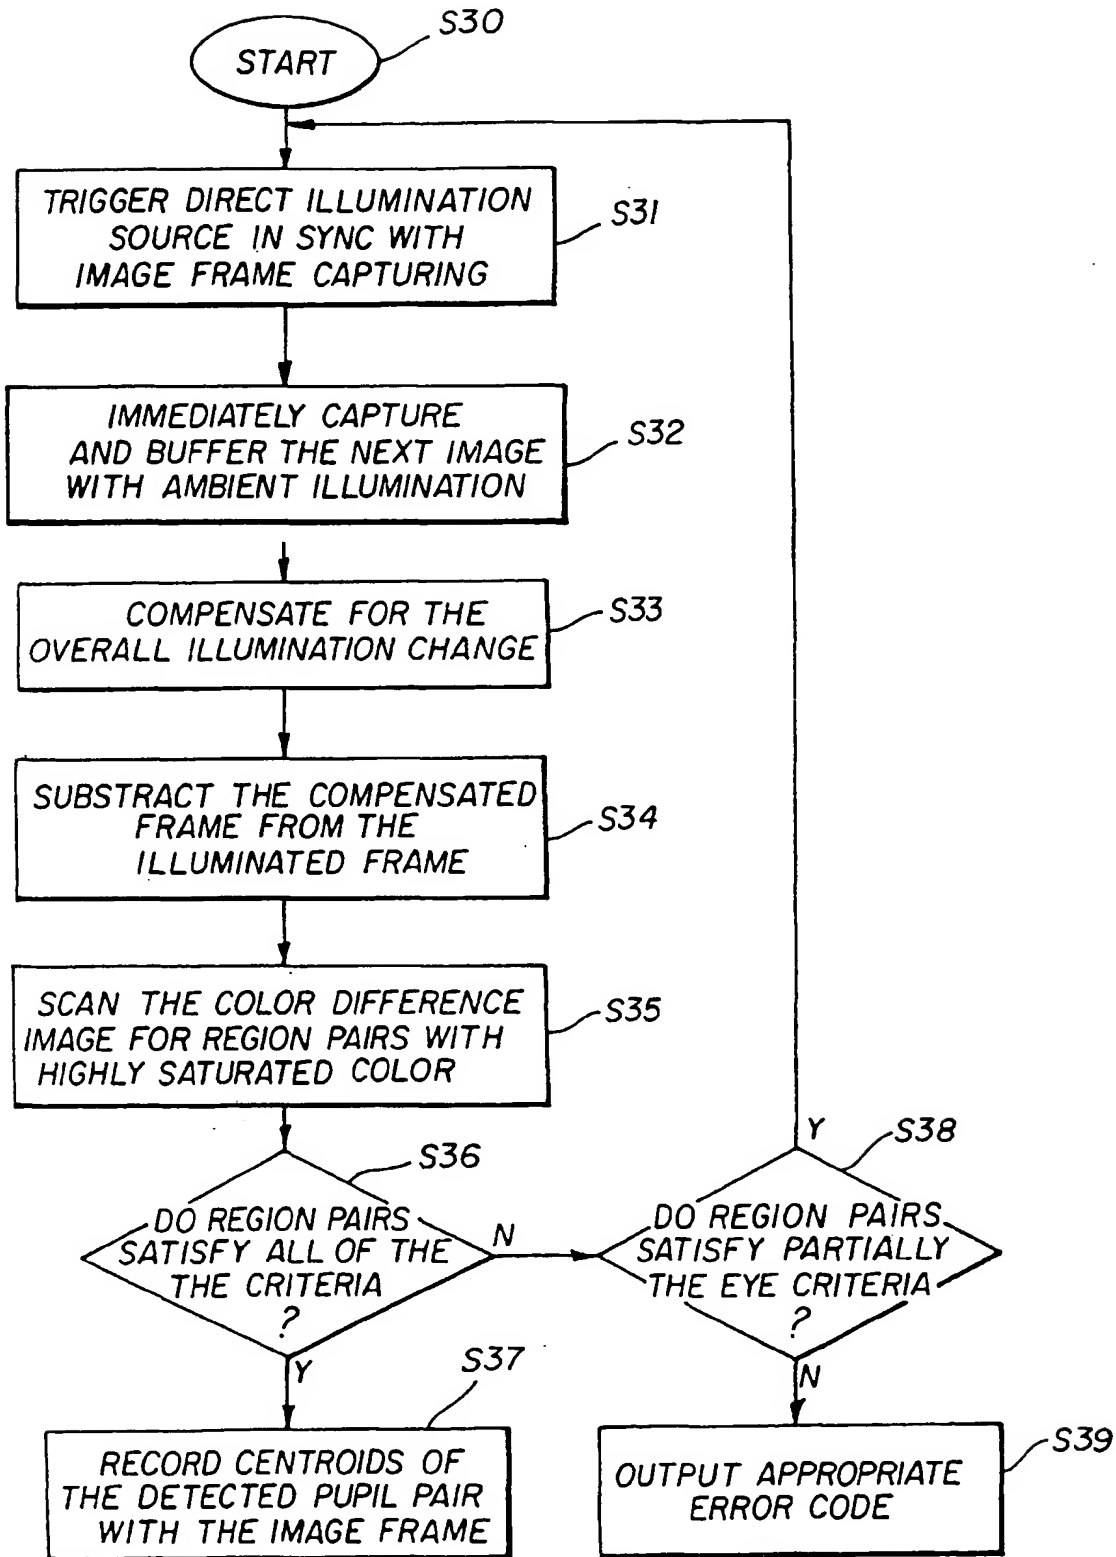 S30
START
TRIGGER DIRECT ILLUMINATION
SOURCE IN SYNC WITH
IMAGE FRAME CAPTURING
S31
IMMEDIATELY CAPTURE
AND BUFFER THE NEXT IMAGE
WITH AMBIENT ILLUMINATION
S32
COMPENSATE FOR THE
OVERALL ILLUMINATION CHANGE
S33
SUBSTRACT THE COMPENSATED
FRAME FROM THE
ILLUMINATED FRAME
S34
SCAN THE COLOR DIFFERENCE
IMAGE FOR REGION PAIRS WITH
HIGHLY SATURATED COLOR
S35
S36
DO REGION PAIRS
SATISFY ALL OF THE
THE CRITERIA
?
N
Y
S38
Y
DO REGION PAIRS
SATISFY PARTIALLY
THE EYE CRITERIA
?
N
S37
RECORD CENTROIDS OF
THE DETECTED PUPIL PAIR
WITH THE IMAGE FRAME
S39
OUTPUT APPROPRIATE
ERROR CODE